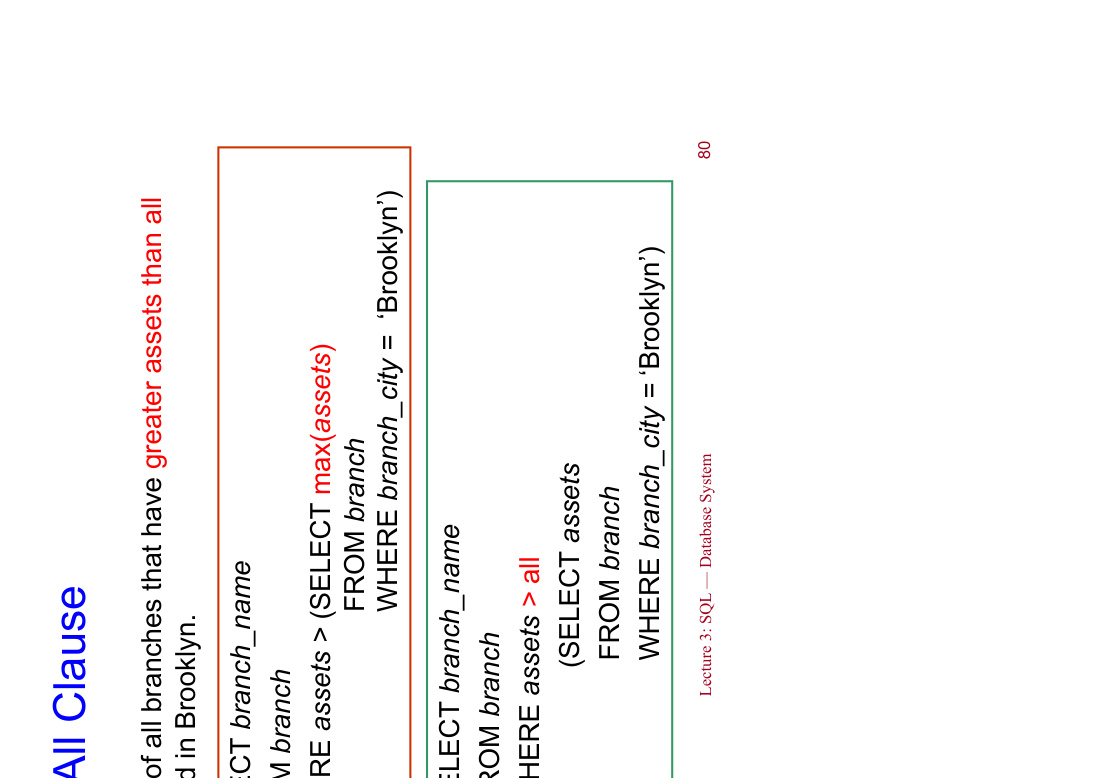 All Clause
of all branches that have greater assets than all
d in Brooklyn.
ECT branch_name
M branch
RE assets > (SELECT max(assets)
FROM branch
WHERE branch_city = ‘Brooklyn’)
ELECT branch_name
ROM branch
HERE assets > all
(SELECT assets
FROM branch
WHERE branch_city = ‘Brooklyn’)
Lecture 3: SQL — Database System
80